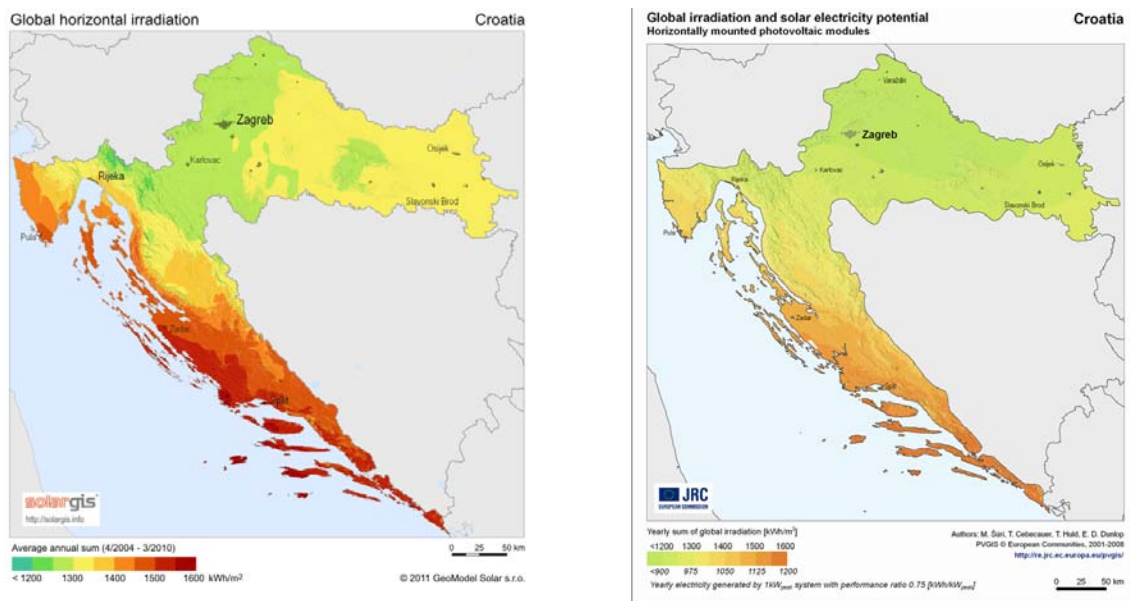 Global horizontal irradiation Croatia
Zagreb
Karlovac
Osijek
Rijeka
Slavonski Brod
Pula
Zadar
Split
solargis
http://solargis.info
Average annual sum (4/2004 - 3/2010)
< 1200 1300 1400 1500 1600 kWh/m²
0 25 50 km
© 2011 GeoModel Solar s.r.o.
Global irradiation and solar electricity potential Croatia
Horizontally mounted photovoltaic modules
Varaždin
Zagreb
Karlovac
Osijek
Rijeka
Slavonski Brod
Pula
Zadar
Split
JRC
EUROPEAN COMMISSION
Yearly sum of global irradiation [kWh/m²]
<1200 1300 1400 1500 1600
<900 975 1050 1125 1200
Yearly electricity generated by 1kWpeak system with performance ratio 0.75 [kWh/kWpeak]
Authors: M. Šúri, T. Cebecauer, T. Huld, E. D. Dunlop
PVGIS © European Communities, 2001-2008
http://re.jrc.ec.europa.eu/pvgis/
0 25 50 km